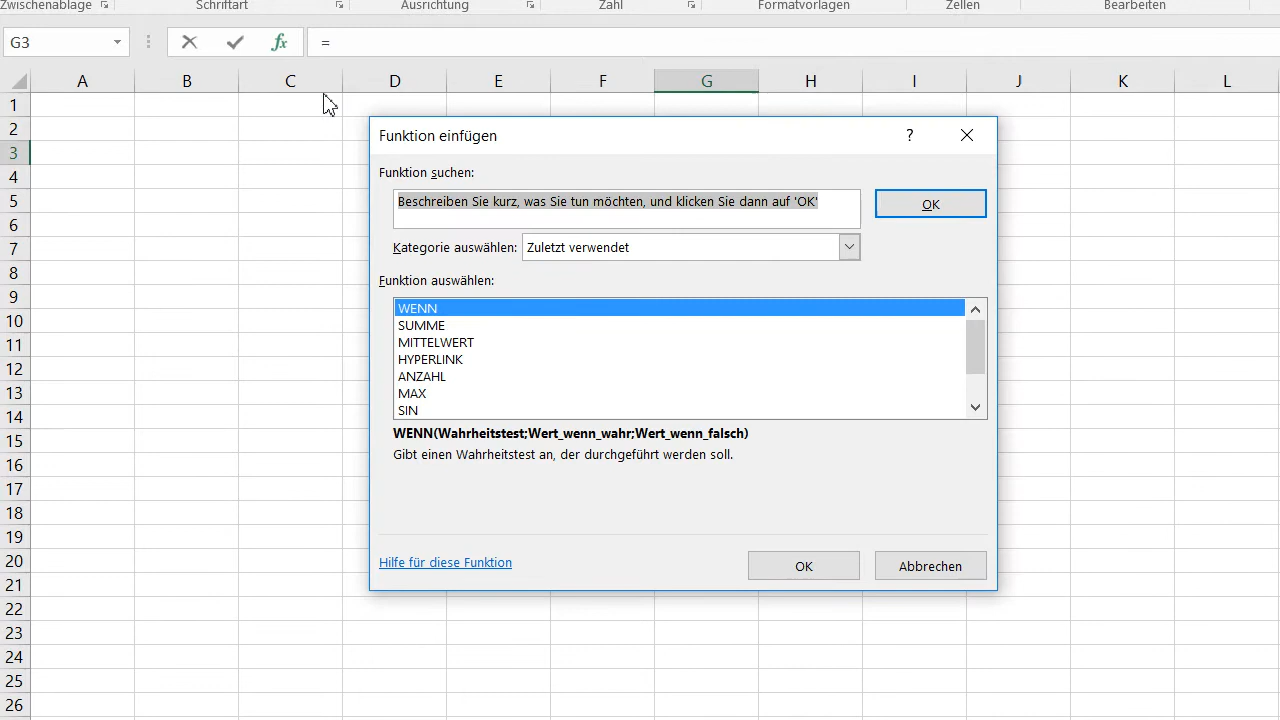 Zwischenablage Schriftart Ausrichtung Zahl Formatvorlagen Zellen Bearbeiten
G3 fx =
A B C D E F G H I J K L
1
2
3
4
5
6
7
8
9
10
11
12
13
14
15
16
17
18
19
20
21
22
23
24
25
26
Funktion einfügen ?
Funktion suchen:
Beschreiben Sie kurz, was Sie tun möchten, und klicken Sie dann auf 'OK'
OK
Kategorie auswählen: Zuletzt verwendet
Funktion auswählen:
WENN
SUMME
MITTELWERT
HYPERLINK
ANZAHL
MAX
SIN
WENN(Wahrheitstest;Wert_wenn_wahr;Wert_wenn_falsch)
Gibt einen Wahrheitstest an, der durchgeführt werden soll.
Hilfe für diese Funktion OK Abbrechen